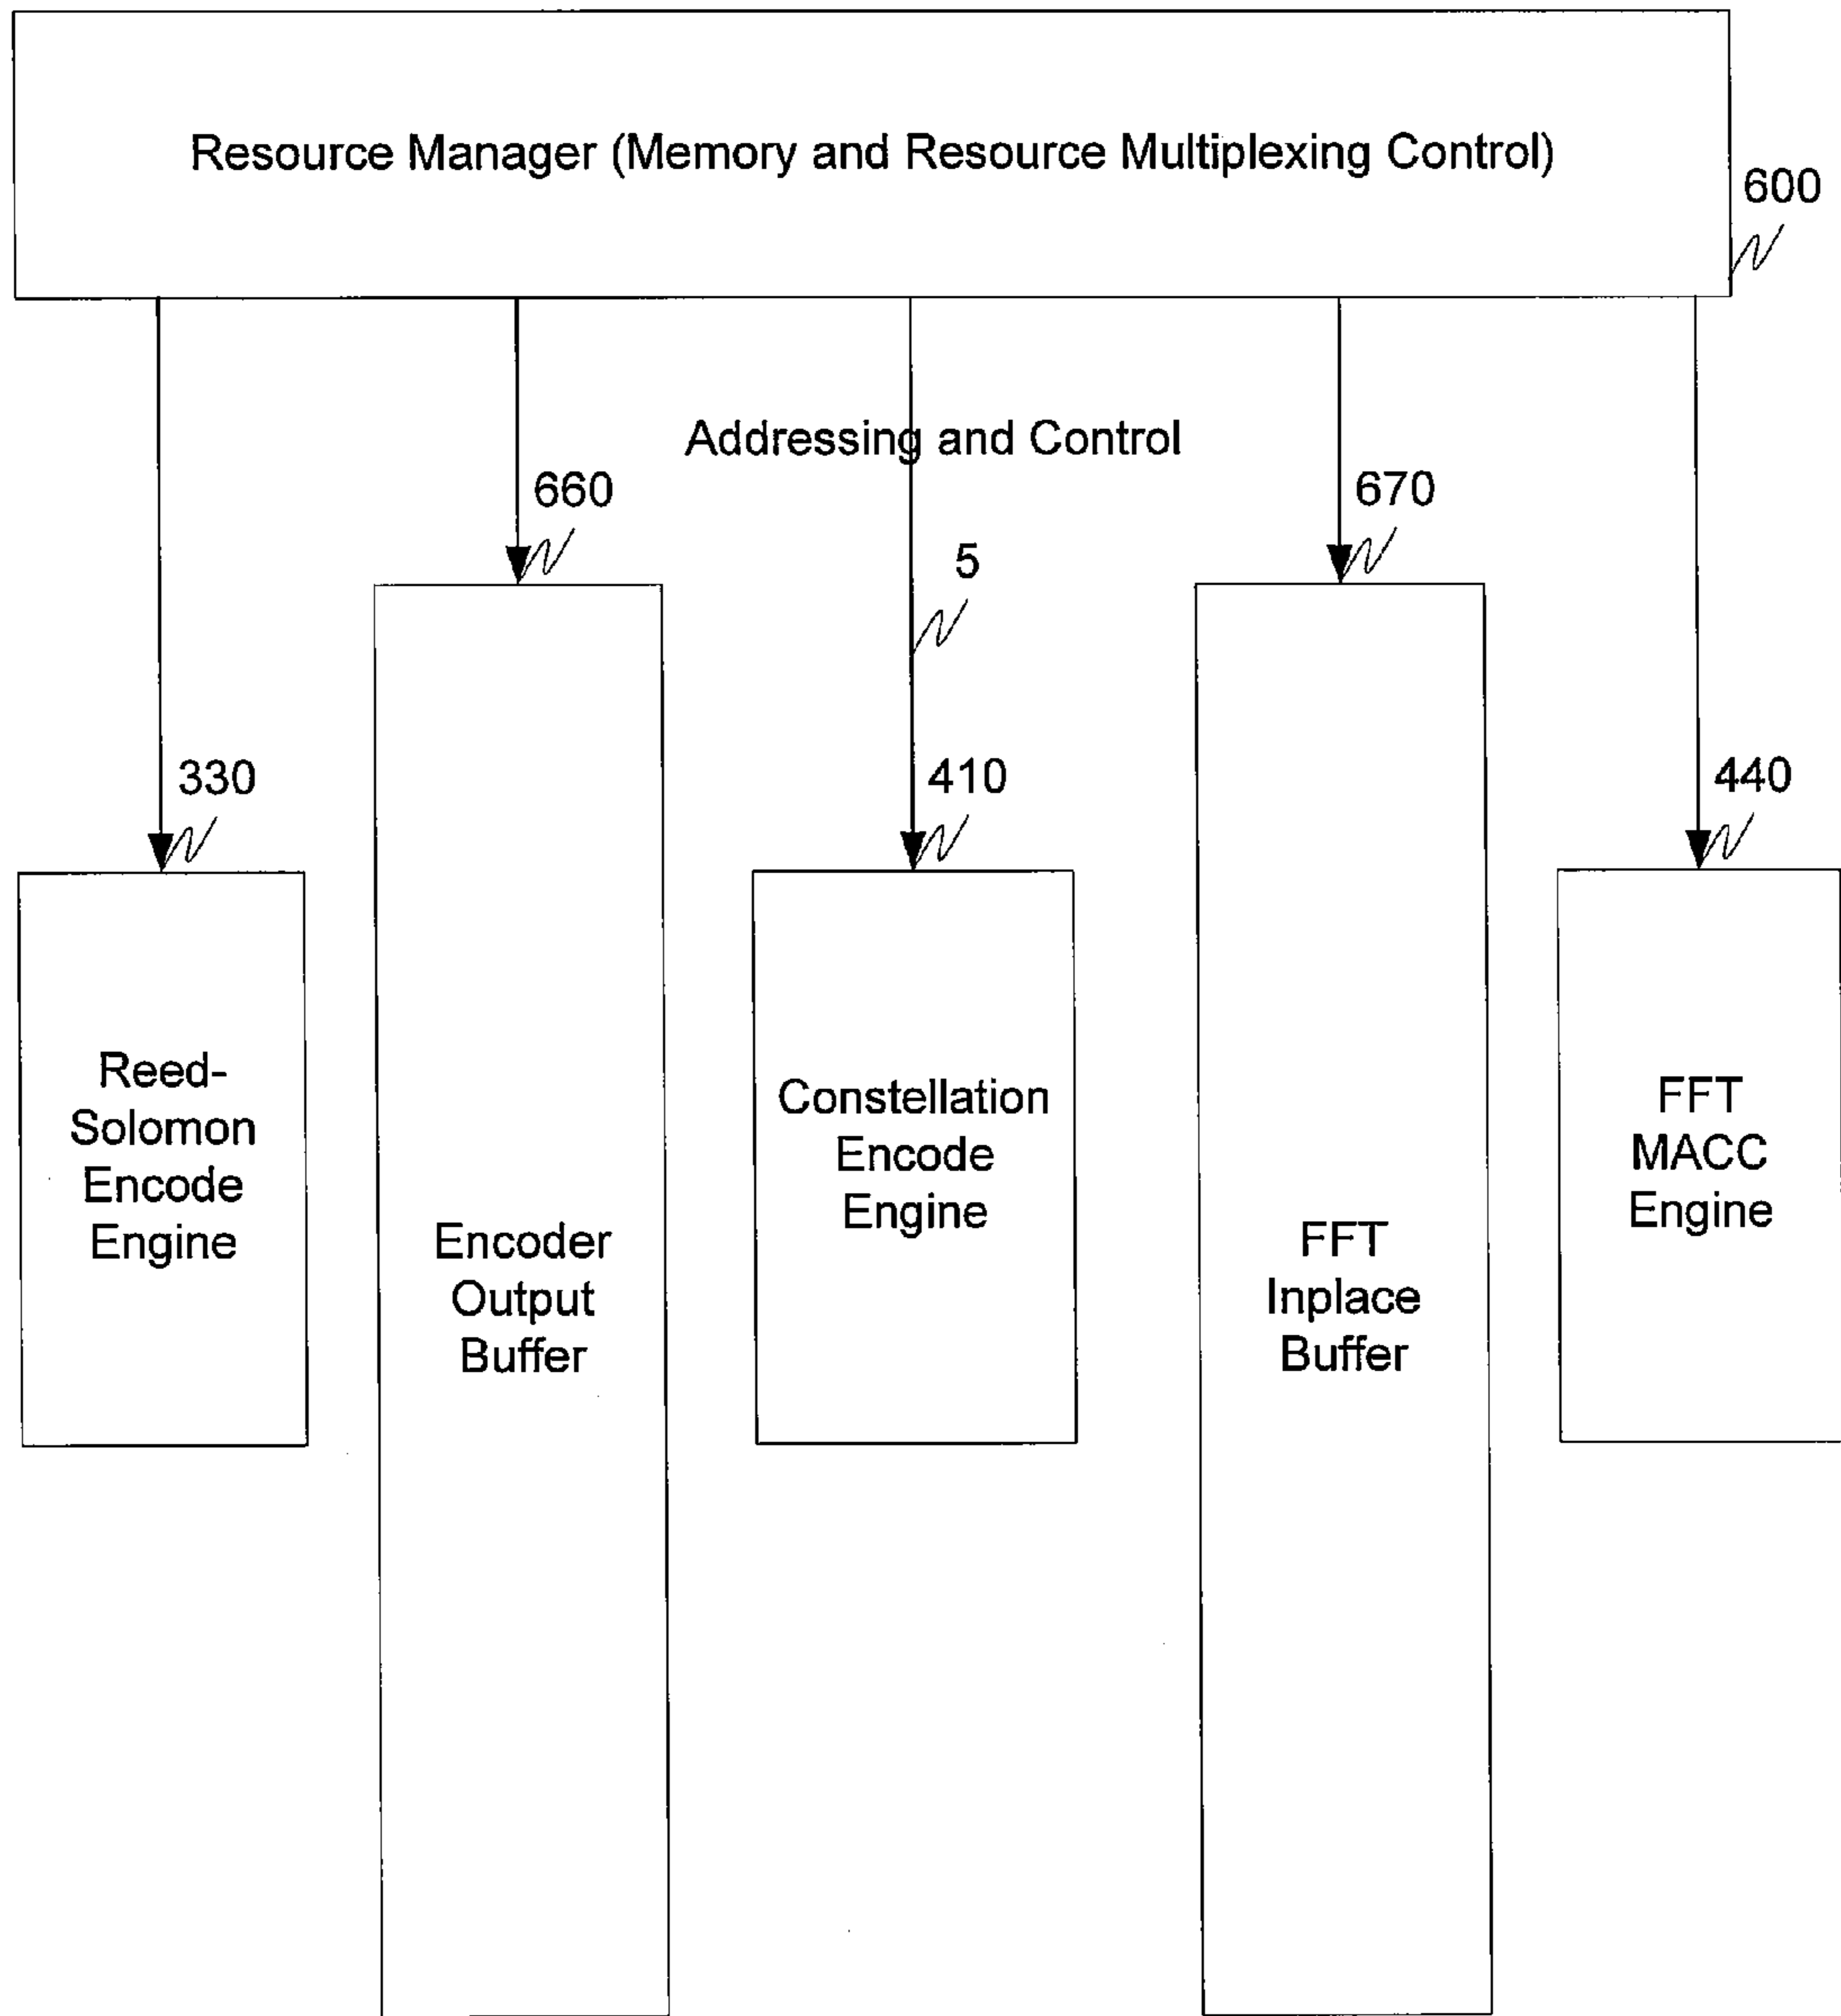 Resource Manager (Memory and Resource Multiplexing Control)
600
Addressing and Control
660
670
5
330
410
440
Reed-
Solomon
Encode
Engine
Encoder
Output
Buffer
Constellation
Encode
Engine
FFT
Inplace
Buffer
FFT
MACC
Engine